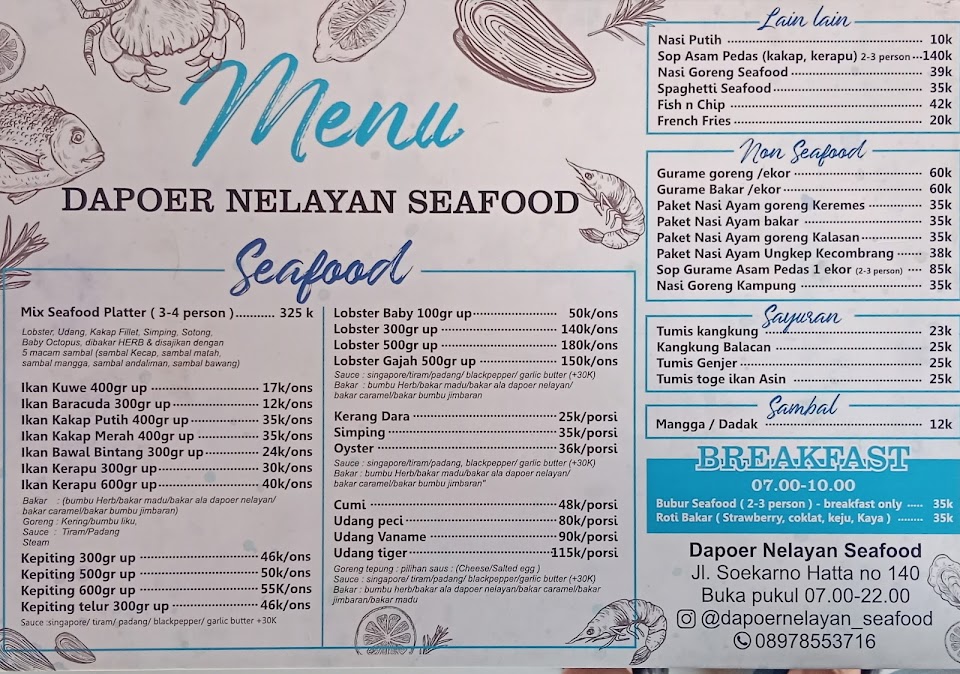 Menu
DAPOER NELAYAN SEAFOOD
Seafood
Mix Seafood Platter ( 3-4 person ).......... 325 k
Lobster, Udang, Kakap Fillet, Simping, Sotong,
Baby Octopus, dibakar HERB & disajikan dengan
5 macam sambal (sambal Kecap, sambal matah,
sambal mangga, sambal andaliman, sambal bawang)
Ikan Kuwe 400gr up ........ 17k/ons
Ikan Baracuda 300gr up ........ 12k/ons
Ikan Kakap Putih 400gr up ........ 35k/ons
Ikan Kakap Merah 400gr up ........ 35k/ons
Ikan Bawal Bintang 300gr up ........ 24k/ons
Ikan Kerapu 300gr up ........ 30k/ons
Ikan Kerapu 600gr up ........ 40k/ons
Bakar : (bumbu Herb/bakar madu/bakar ala dapoer nelayan/
bakar caramel/bakar bumbu jimbaran)
Goreng : Kering/bumbu liku,
Sauce : Tiram/Padang
Steam
Kepiting 300gr up ........ 46k/ons
Kepiting 500gr up ........ 50k/ons
Kepiting 600gr up ........ 55K/ons
Kepiting telur 300gr up ........ 46k/ons
Sauce :singapore/ tiram/ padang/ blackpepper/ garlic butter +30K
Lobster Baby 100gr up ........ 50k/ons
Lobster 300gr up ........ 140k/ons
Lobster 500gr up ........ 180k/ons
Lobster Gajah 500gr up ........ 150k/ons
Sauce : singapore/tiram/padang/ blackpepper/ garlic butter (+30K)
Bakar : bumbu Herb/bakar madu/bakar ala dapoer nelayan/
bakar caramel/bakar bumbu jimbaran
Kerang Dara ........ 25k/porsi
Simping ........ 35k/porsi
Oyster ........ 36k/porsi
Sauce : singapore/tiram/padang, blackpepper/ garlic butter (+30K)
Bakar : bumbu Herb/bakar madu/bakar ala dapoer nelayan/
bakar caramel/bakar bumbu jimbaran"
Cumi ........ 48k/porsi
Udang peci ........ 80k/porsi
Udang Vaname ........ 90k/porsi
Udang tiger ........ 115k/porsi
Goreng tepung : pilihan saus : (Cheese/Salted egg )
Sauce : singapore/ tiram/padang/ blackpepper/garlic butter (+30K)
Bakar : bumbu herb/bakar ala dapoer nelayan/bakar caramel/bakar bumbu
jimbaran/bakar madu
Lain lain
Nasi Putih ........ 10k
Sop Asam Pedas (kakap, kerapu) 2-3 person ...140k
Nasi Goreng Seafood ........ 39k
Spaghetti Seafood ........ 35k
Fish n Chip ........ 42k
French Fries ........ 20k
Non Seafood
Gurame goreng /ekor ........ 60k
Gurame Bakar /ekor ........ 60k
Paket Nasi Ayam goreng Keremes ........ 35k
Paket Nasi Ayam bakar ........ 35k
Paket Nasi Ayam goreng Kalasan ........ 35k
Paket Nasi Ayam Ungkep Kecombrang ........ 38k
Sop Gurame Asam Pedas 1 ekor (2-3 person) .... 85k
Nasi Goreng Kampung ........ 35k
Sayuran
Tumis kangkung ........ 23k
Kangkung Balacan ........ 25k
Tumis Genjer ........ 25k
Tumis toge ikan Asin ........ 25k
Sambal
Mangga / Dadak ........ 12k
BREAKFAST
07.00-10.00
Bubur Seafood ( 2-3 person ) - breakfast only ..... 35k
Roti Bakar ( Strawberry, coklat, keju, Kaya ) ........ 35k
Dapoer Nelayan Seafood
Jl. Soekarno Hatta no 140
Buka pukul 07.00-22.00
@dapoernelayan_seafood
08978553716